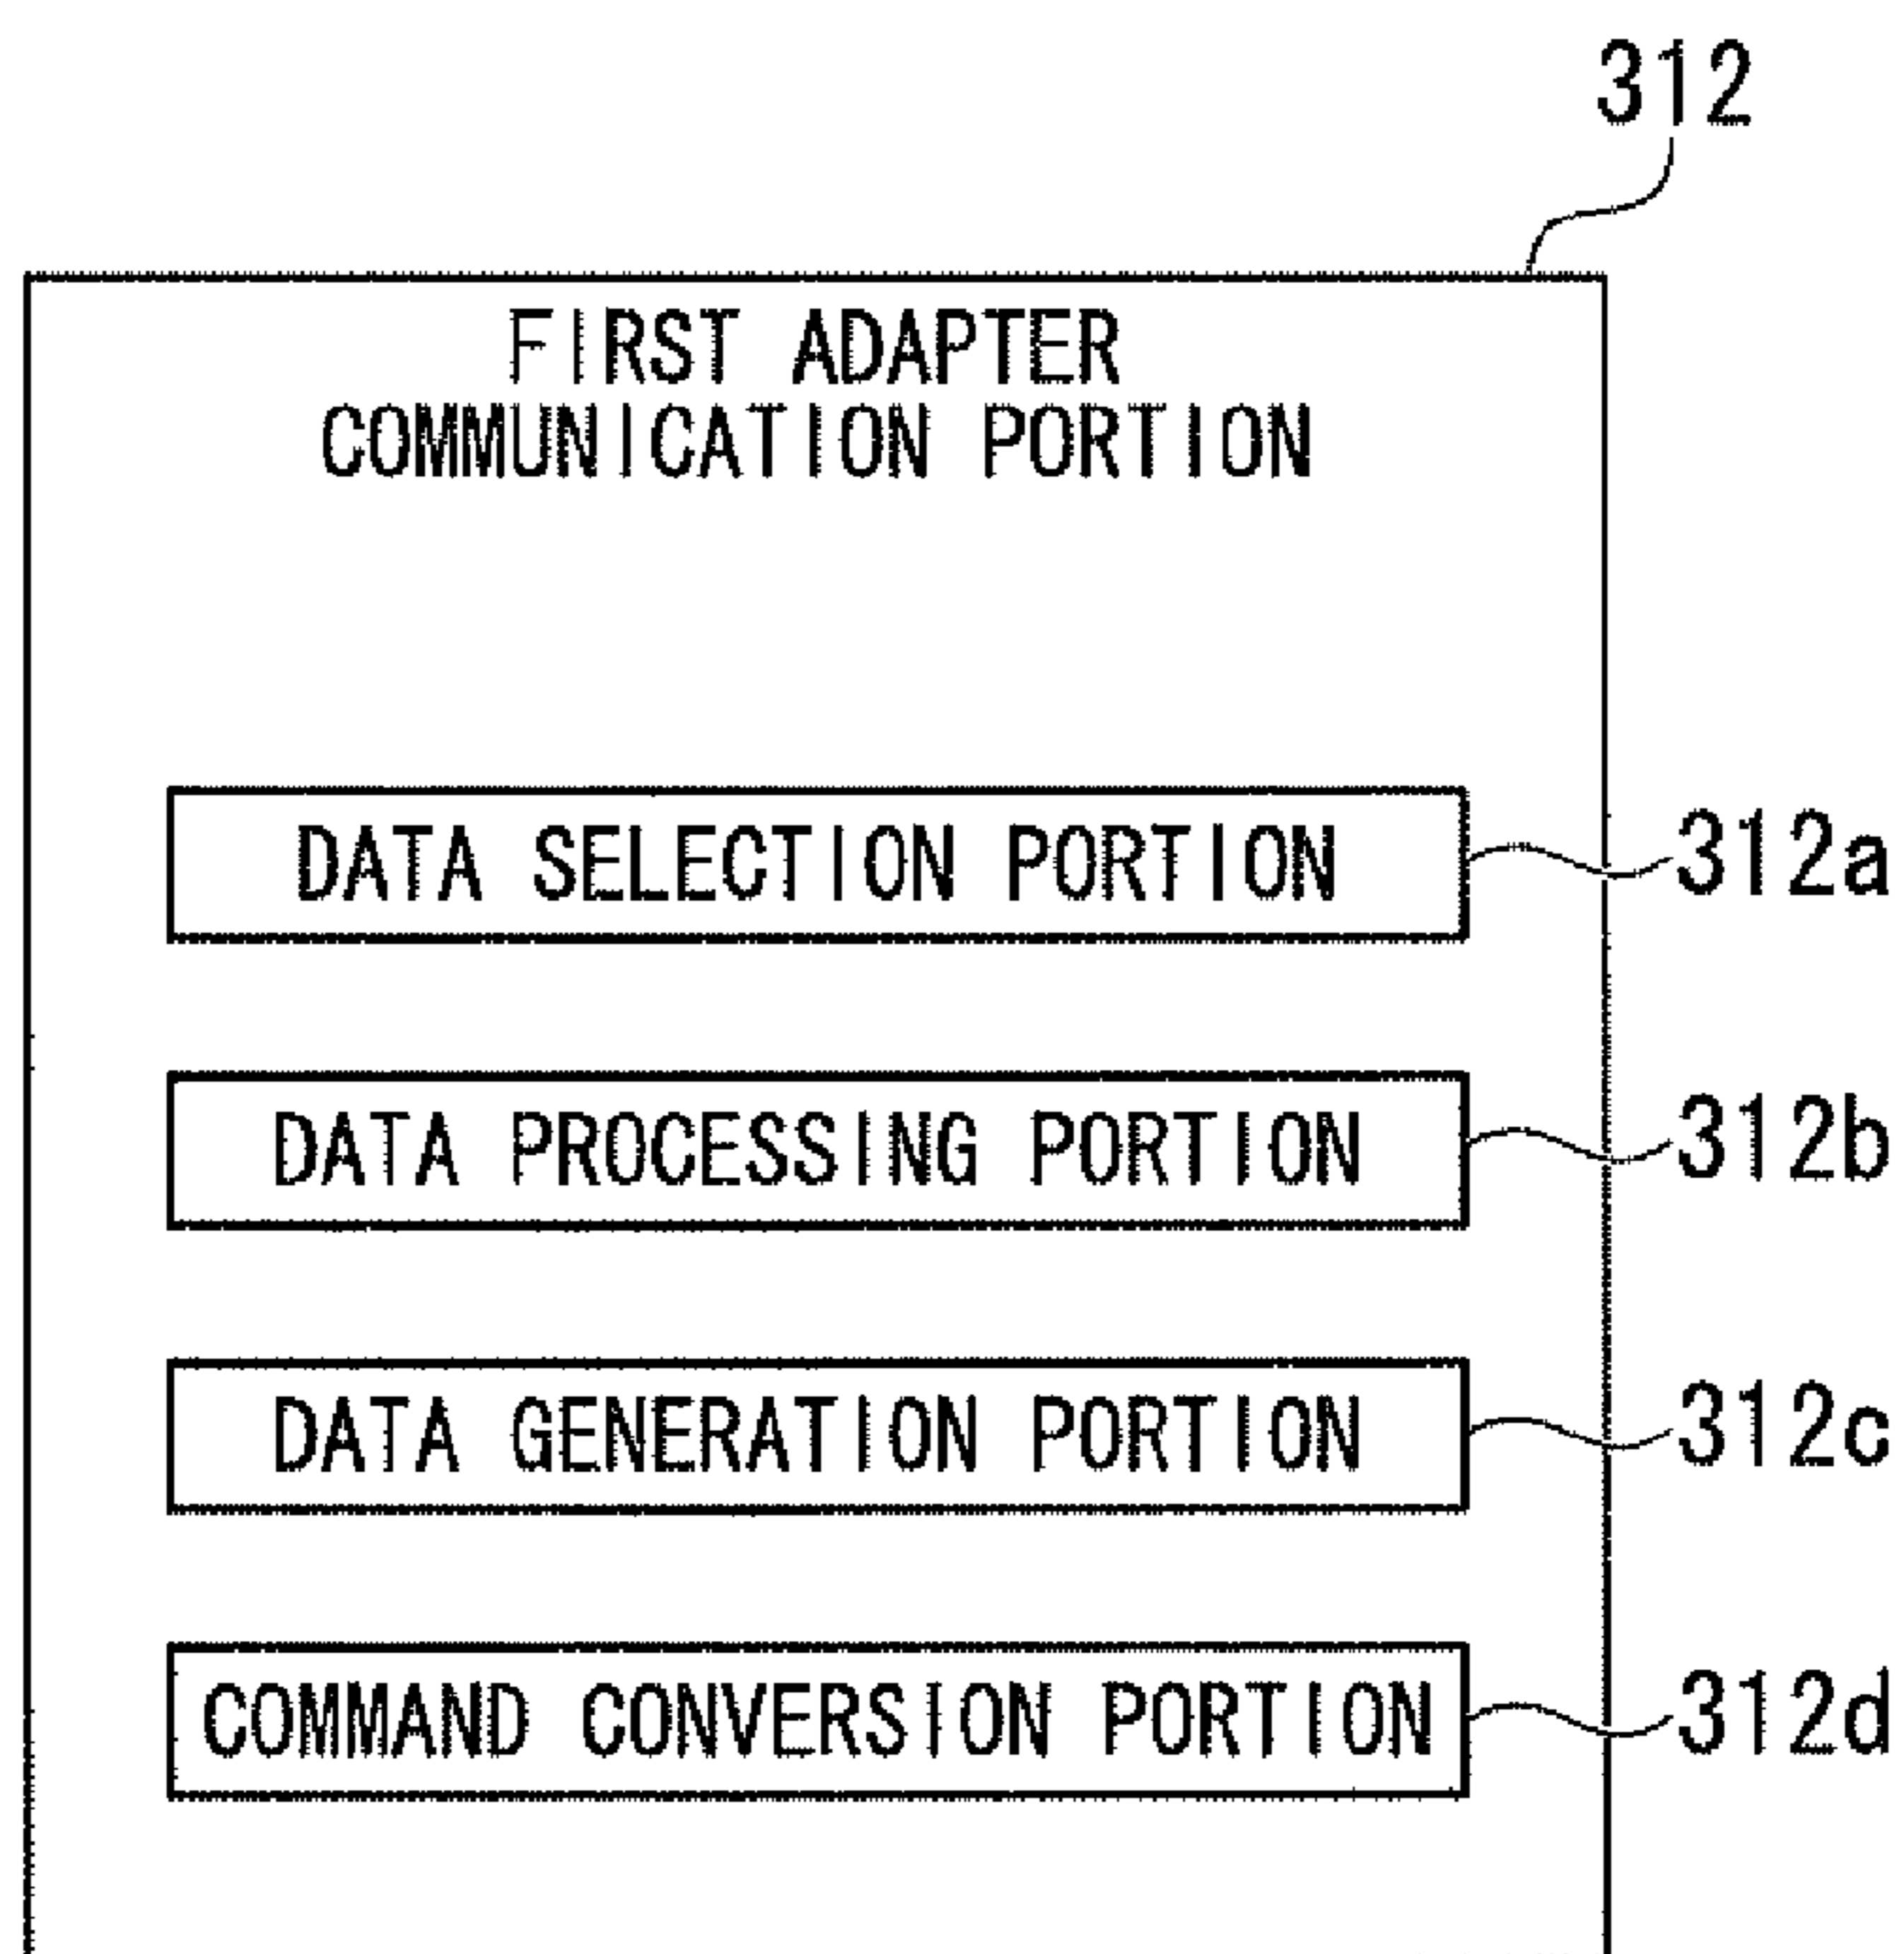 312
FIRST ADAPTER
COMMUNICATION PORTION
DATA SELECTION PORTION 312a
DATA PROCESSING PORTION 312b
DATA GENERATION PORTION 312c
COMMAND CONVERSION PORTION 312d